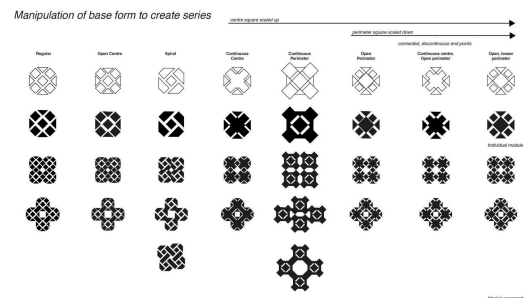 Manipulation of base form to create series
centre square scaled up
perimeter square scaled down
connected, discontinuous end points
Regular
Open Centre
Spiral
Continuous
Centre
Continuous
Perimeter
Open
Perimeter
Continuous centre,
Open perimeter
Open, looser
perimeter
Individual module